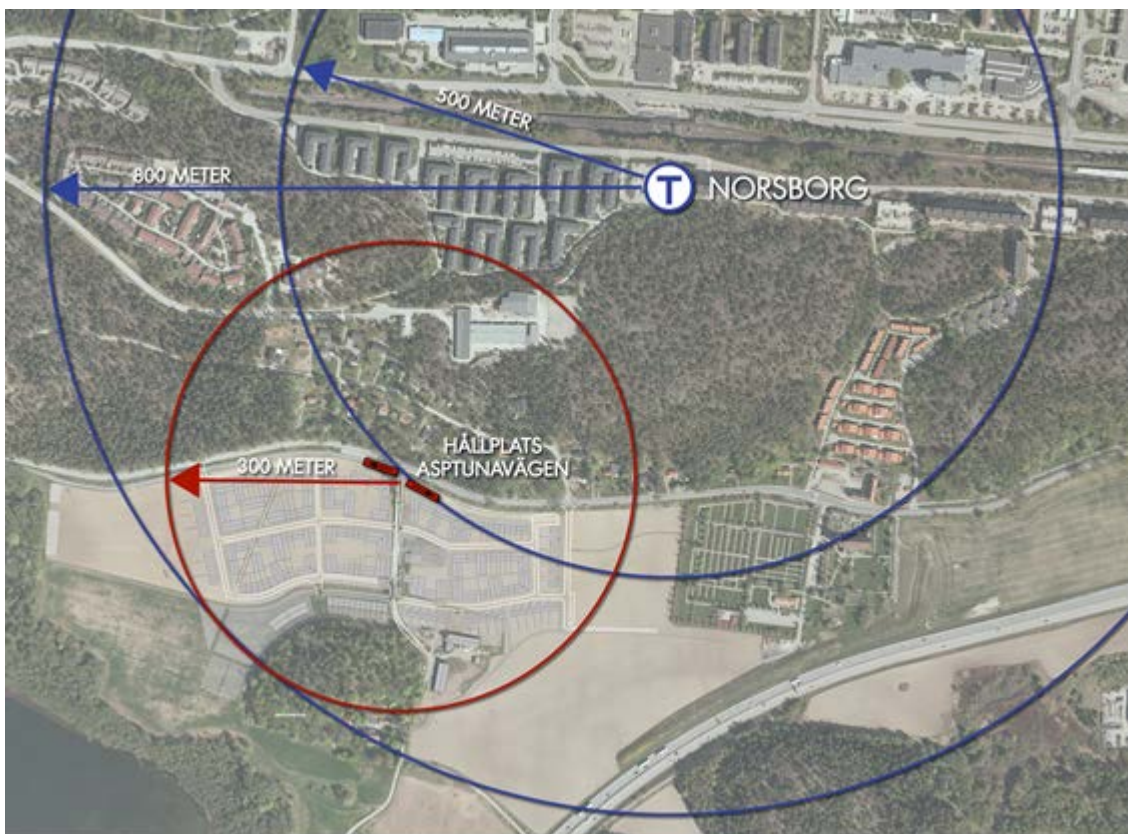 500 METER
800 METER
T NORSBORG
HÅLLPLATS
ASPTUNAVÄGEN
300 METER